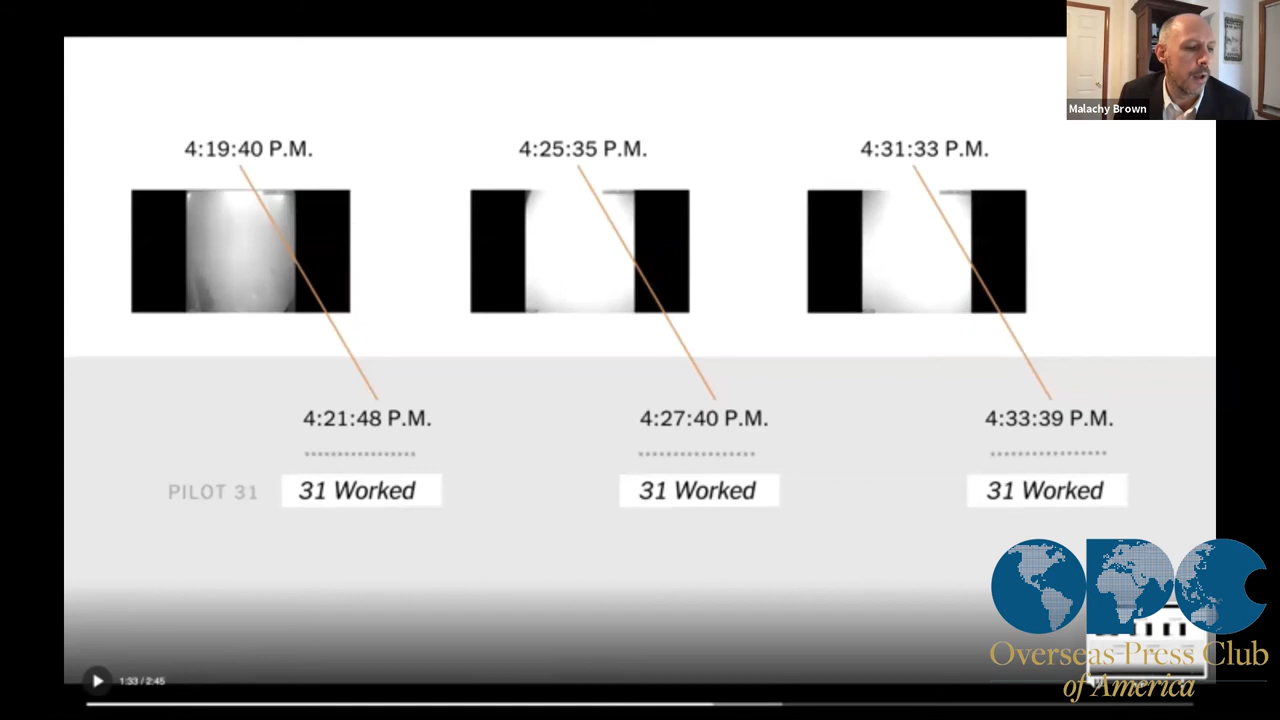 Malachy Brown
4:19:40 P.M.
4:25:35 P.M.
4:31:33 P.M.
4:21:48 P.M.
4:27:40 P.M.
4:33:39 P.M.
PILOT 31
31 Worked
31 Worked
31 Worked
OPC
Overseas Press Club
of America
1:33 / 2:45